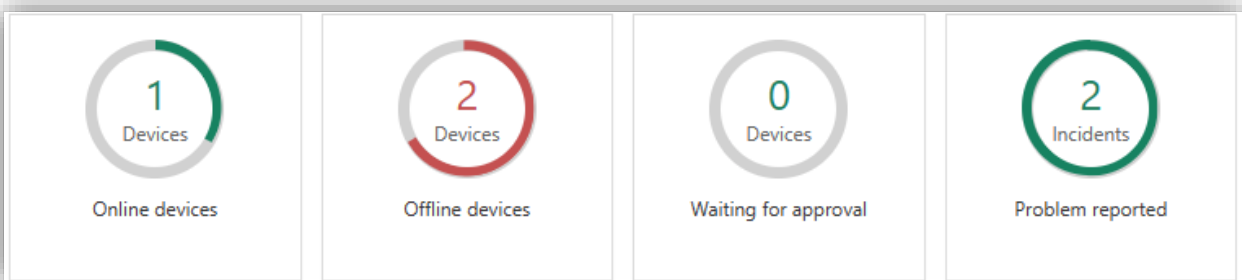 1
Devices
Online devices
2
Devices
Offline devices
0
Devices
Waiting for approval
2
Incidents
Problem reported